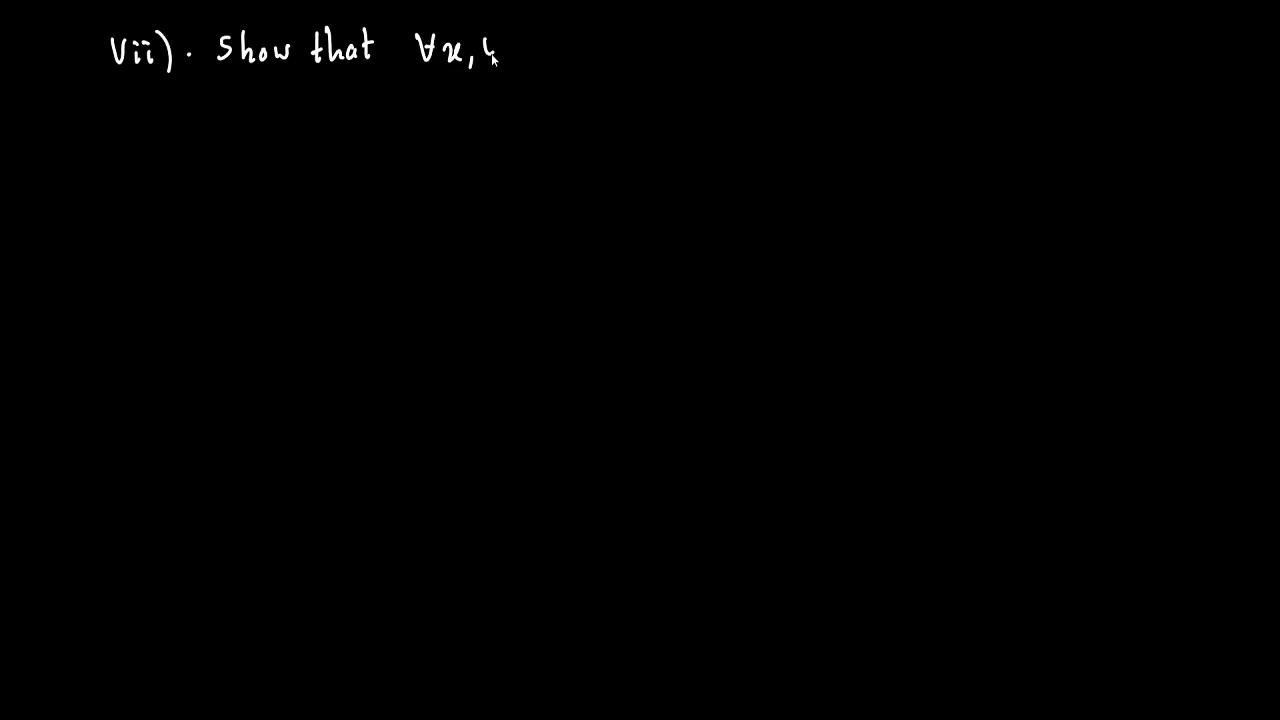 Vii). Show that ∀x,